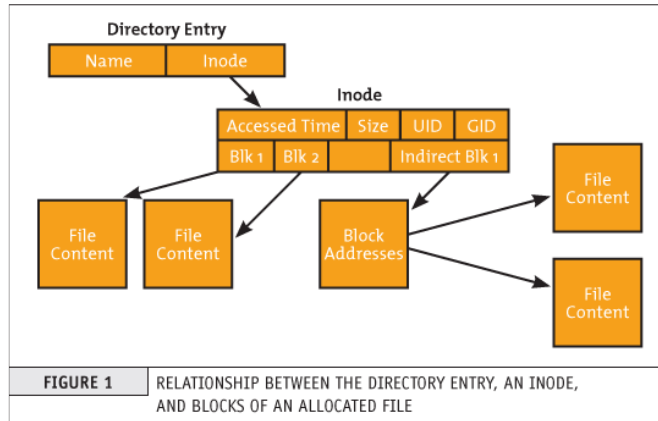 Directory Entry
Name Inode
Inode
Accessed Time Size UID GID
Blk 1 Blk 2 Indirect Blk 1
File
Content
File
Content
Block
Addresses
File
Content
File
Content
FIGURE 1 RELATIONSHIP BETWEEN THE DIRECTORY ENTRY, AN INODE,
AND BLOCKS OF AN ALLOCATED FILE